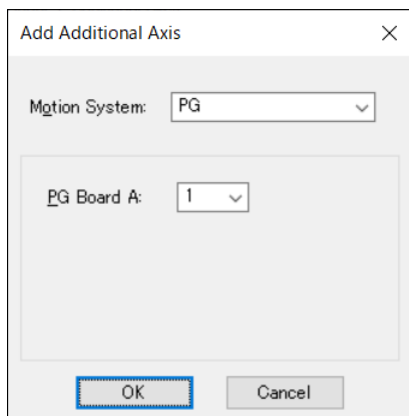 Add Additional Axis
Motion System: PG
PG Board A: 1
OK Cancel